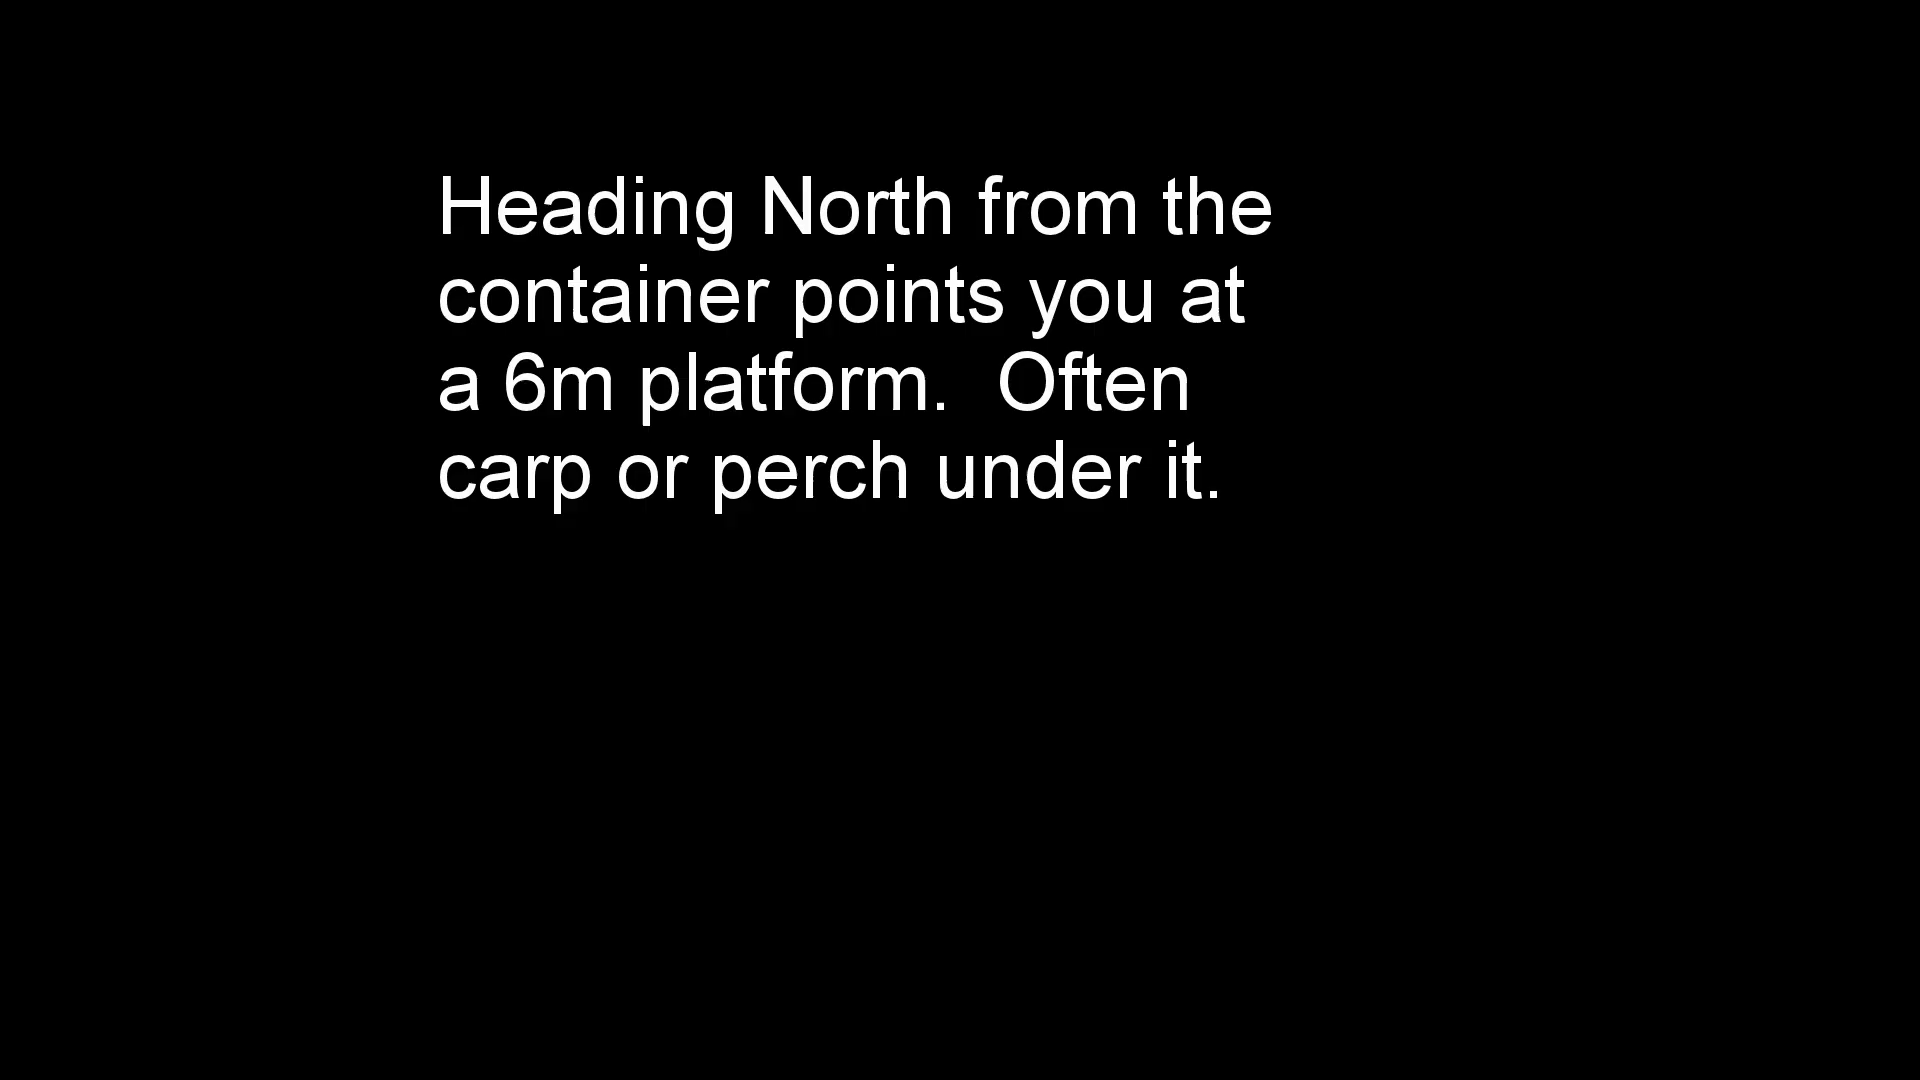 Heading North from the
container points you at
a 6m platform.  Often
carp or perch under it.